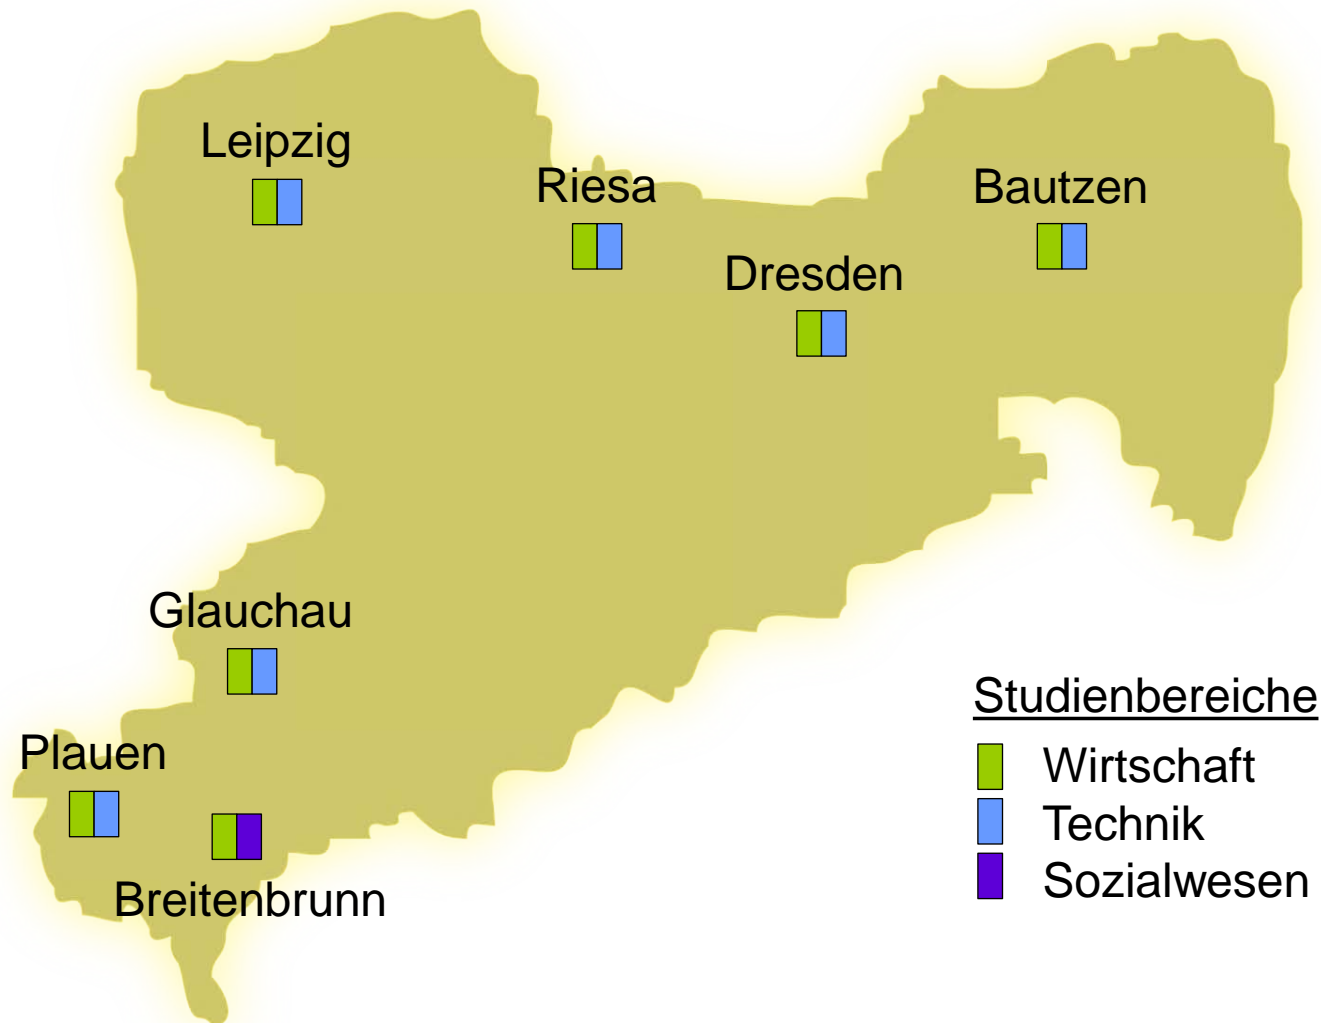 Leipzig
Riesa
Bautzen
Dresden
Glauchau
Plauen
Breitenbrunn
Studienbereiche
Wirtschaft
Technik
Sozialwesen